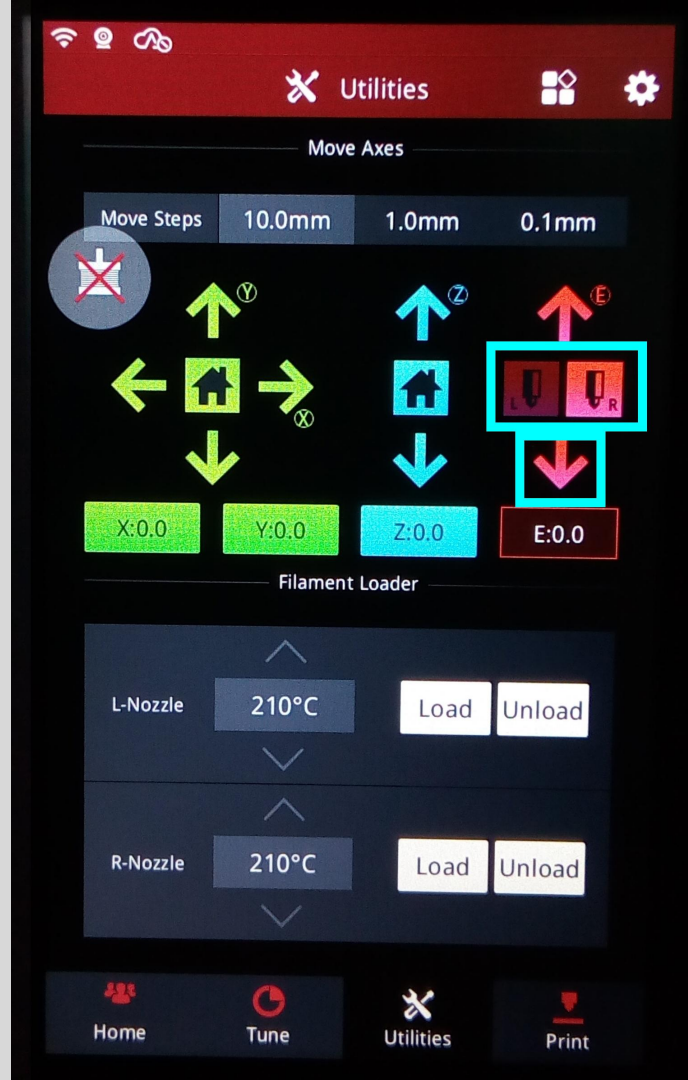 Utilities
Move Axes
Move Steps 10.0mm 1.0mm 0.1mm
Y Z E
L R
X
X:0.0 Y:0.0 Z:0.0 E:0.0
Filament Loader
L-Nozzle 210°C Load Unload
R-Nozzle 210°C Load Unload
Home Tune Utilities Print